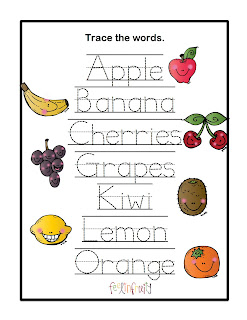 Trace the words.
Apple
Banana
Cherries
Grapes
Kiwi
Lemon
Orange